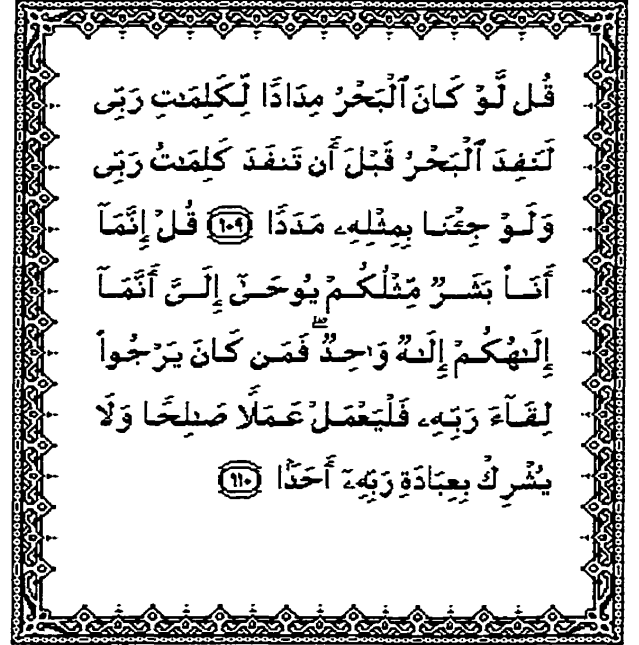 قُل لَّوْ كَانَ ٱلْبَحْرُ مِدَادًا لِّكَلِمَـٰتِ رَبِّى
لَنَفِدَ ٱلْبَحْرُ قَبْلَ أَن تَنفَدَ كَلِمَـٰتُ رَبِّى
وَلَوْ جِئْنَا بِمِثْلِهِۦ مَدَدًا ١٠٩ قُلْ إِنَّمَآ
أَنَا۠ بَشَرٌ مِّثْلُكُمْ يُوحَىٰٓ إِلَىَّ أَنَّمَآ
إِلَـٰهُكُمْ إِلَـٰهٌ وَٰحِدٌ ۖ فَمَن كَانَ يَرْجُوا۟
لِقَآءَ رَبِّهِۦ فَلْيَعْمَلْ عَمَلًا صَـٰلِحًا وَلَا
يُشْرِكْ بِعِبَادَةِ رَبِّهِۦٓ أَحَدًۢا ١١٠